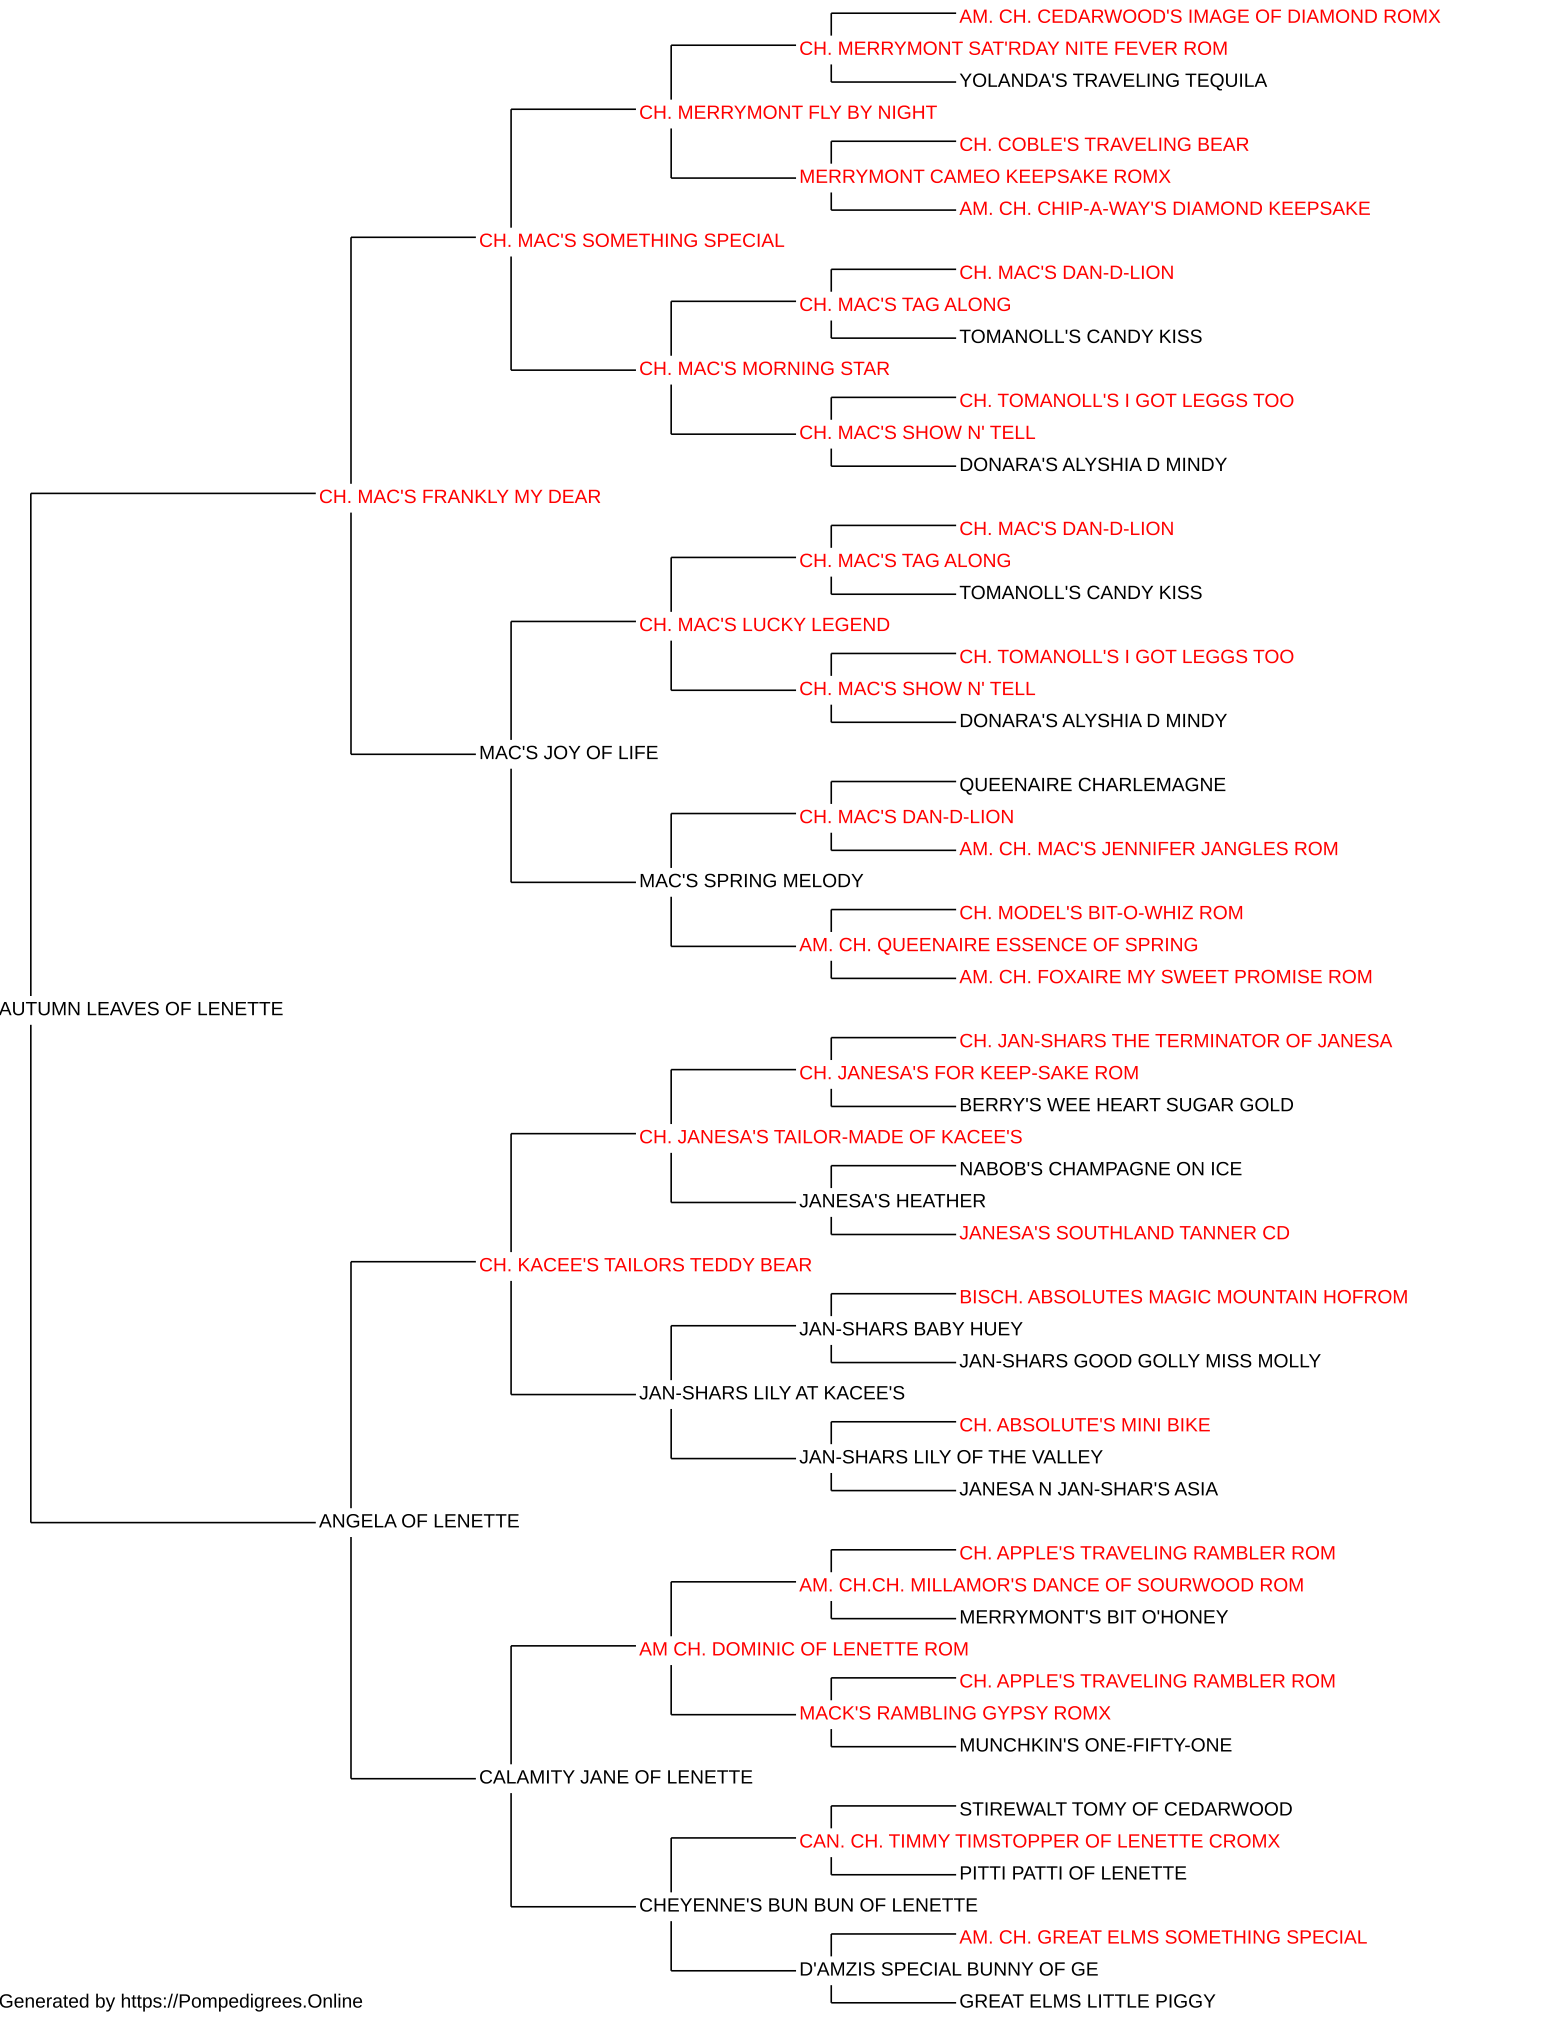 AM. CH. CEDARWOOD'S IMAGE OF DIAMOND ROMX
CH. MERRYMONT SAT'RDAY NITE FEVER ROM
YOLANDA'S TRAVELING TEQUILA
CH. MERRYMONT FLY BY NIGHT
CH. COBLE'S TRAVELING BEAR
MERRYMONT CAMEO KEEPSAKE ROMX
AM. CH. CHIP-A-WAY'S DIAMOND KEEPSAKE
CH. MAC'S SOMETHING SPECIAL
CH. MAC'S DAN-D-LION
CH. MAC'S TAG ALONG
TOMANOLL'S CANDY KISS
CH. MAC'S MORNING STAR
CH. TOMANOLL'S I GOT LEGGS TOO
CH. MAC'S SHOW N' TELL
DONARA'S ALYSHIA D MINDY
CH. MAC'S FRANKLY MY DEAR
CH. MAC'S DAN-D-LION
CH. MAC'S TAG ALONG
TOMANOLL'S CANDY KISS
CH. MAC'S LUCKY LEGEND
CH. TOMANOLL'S I GOT LEGGS TOO
CH. MAC'S SHOW N' TELL
DONARA'S ALYSHIA D MINDY
MAC'S JOY OF LIFE
QUEENAIRE CHARLEMAGNE
CH. MAC'S DAN-D-LION
AM. CH. MAC'S JENNIFER JANGLES ROM
MAC'S SPRING MELODY
CH. MODEL'S BIT-O-WHIZ ROM
AM. CH. QUEENAIRE ESSENCE OF SPRING
AM. CH. FOXAIRE MY SWEET PROMISE ROM
AUTUMN LEAVES OF LENETTE
CH. JAN-SHARS THE TERMINATOR OF JANESA
CH. JANESA'S FOR KEEP-SAKE ROM
BERRY'S WEE HEART SUGAR GOLD
CH. JANESA'S TAILOR-MADE OF KACEE'S
NABOB'S CHAMPAGNE ON ICE
JANESA'S HEATHER
JANESA'S SOUTHLAND TANNER CD
CH. KACEE'S TAILORS TEDDY BEAR
BISCH. ABSOLUTES MAGIC MOUNTAIN HOFROM
JAN-SHARS BABY HUEY
JAN-SHARS GOOD GOLLY MISS MOLLY
JAN-SHARS LILY AT KACEE'S
CH. ABSOLUTE'S MINI BIKE
JAN-SHARS LILY OF THE VALLEY
JANESA N JAN-SHAR'S ASIA
ANGELA OF LENETTE
CH. APPLE'S TRAVELING RAMBLER ROM
AM. CH.CH. MILLAMOR'S DANCE OF SOURWOOD ROM
MERRYMONT'S BIT O'HONEY
AM CH. DOMINIC OF LENETTE ROM
CH. APPLE'S TRAVELING RAMBLER ROM
MACK'S RAMBLING GYPSY ROMX
MUNCHKIN'S ONE-FIFTY-ONE
CALAMITY JANE OF LENETTE
STIREWALT TOMY OF CEDARWOOD
CAN. CH. TIMMY TIMSTOPPER OF LENETTE CROMX
PITTI PATTI OF LENETTE
CHEYENNE'S BUN BUN OF LENETTE
AM. CH. GREAT ELMS SOMETHING SPECIAL
D'AMZIS SPECIAL BUNNY OF GE
GREAT ELMS LITTLE PIGGY
Generated by https://Pompedigrees.Online